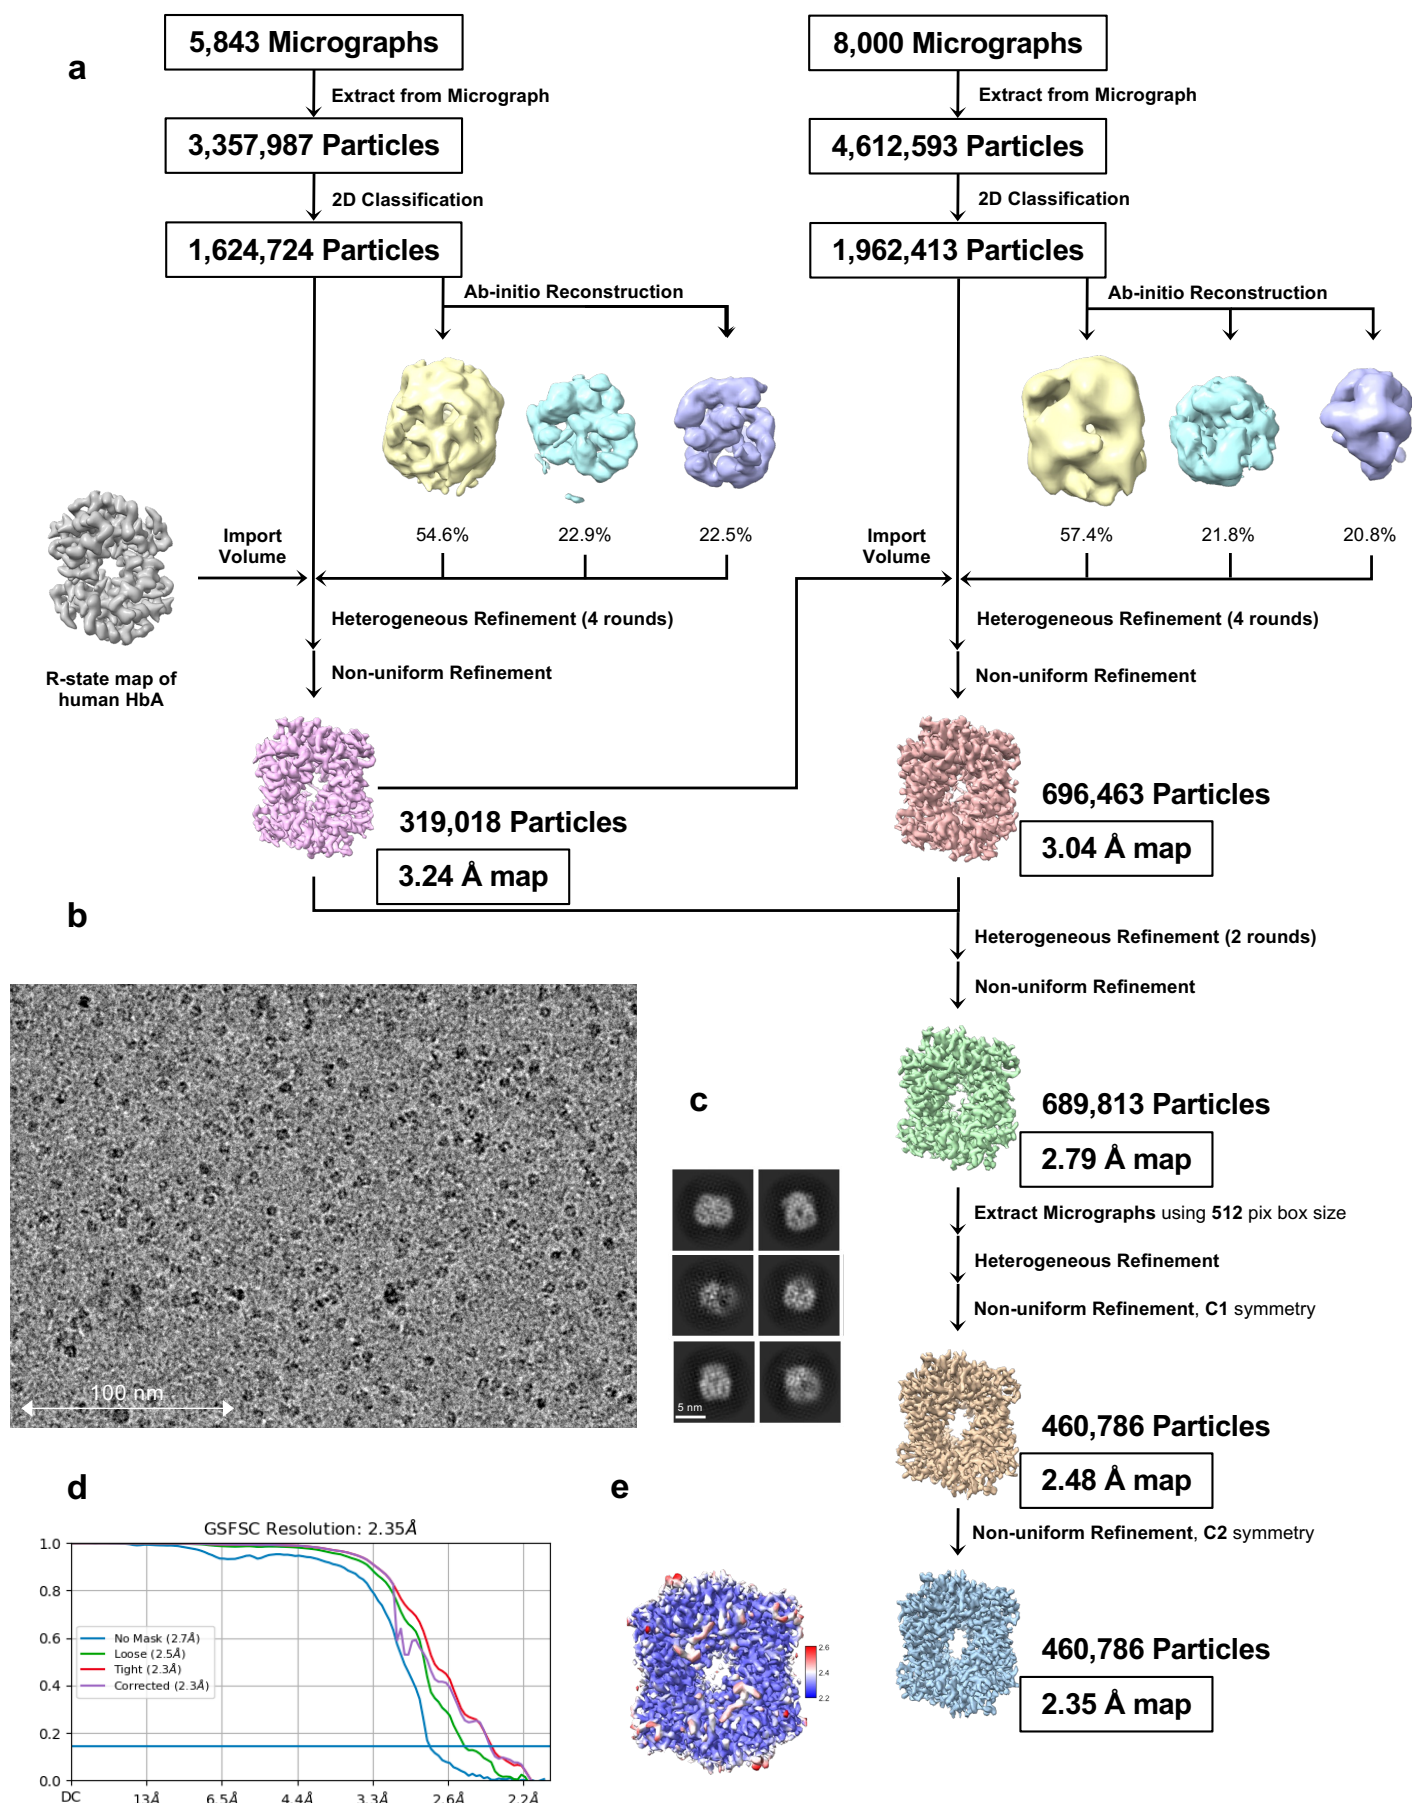 a
5,843 Micrographs
Extract from Micrograph
3,357,987 Particles
2D Classification
1,624,724 Particles
Ab-initio Reconstruction
54.6%
22.9%
22.5%
Import
Volume
R-state map of
human HbA
Heterogeneous Refinement (4 rounds)
Non-uniform Refinement
319,018 Particles
3.24 Å map
8,000 Micrographs
Extract from Micrograph
4,612,593 Particles
2D Classification
1,962,413 Particles
Ab-initio Reconstruction
57.4%
21.8%
20.8%
Import
Volume
Heterogeneous Refinement (4 rounds)
Non-uniform Refinement
696,463 Particles
3.04 Å map
Heterogeneous Refinement (2 rounds)
Non-uniform Refinement
689,813 Particles
2.79 Å map
Extract Micrographs using 512 pix box size
Heterogeneous Refinement
Non-uniform Refinement, C1 symmetry
460,786 Particles
2.48 Å map
Non-uniform Refinement, C2 symmetry
460,786 Particles
2.35 Å map
b
100 nm
c
5 nm
d
GSFSC Resolution: 2.35Å
1.0
0.8
0.6
0.4
0.2
0.0
No Mask (2.7Å)
Loose (2.5Å)
Tight (2.3Å)
Corrected (2.3Å)
DC 13Å 6.5Å 4.4Å 3.3Å 2.6Å 2.2Å
e
2.6
2.4
2.2